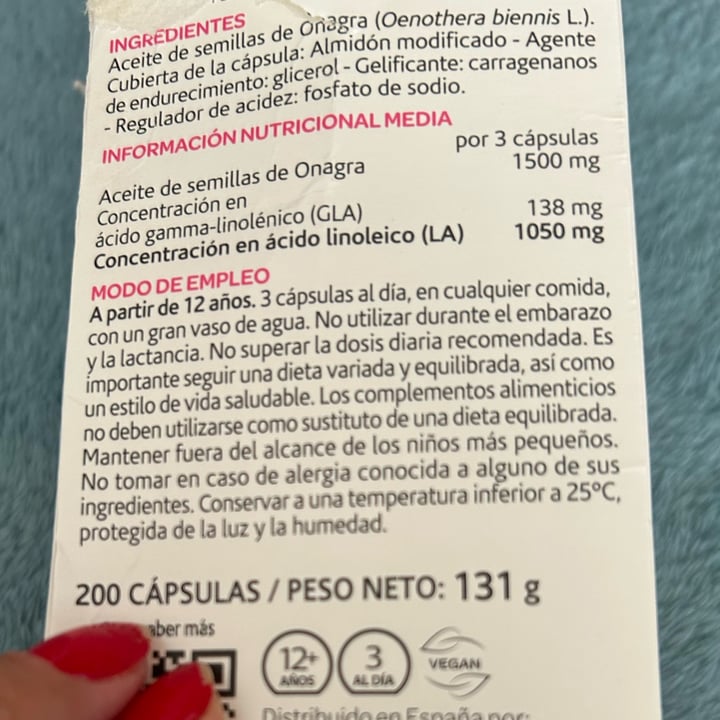 INGREDIENTES
Aceite de semillas de Onagra (Oenothera biennis L.).
Cubierta de la cápsula: Almidón modificado - Agente
de endurecimiento: glicerol - Gelificante: carragenanos
- Regulador de acidez: fosfato de sodio.
INFORMACIÓN NUTRICIONAL MEDIA
por 3 cápsulas
Aceite de semillas de Onagra 1500 mg
Concentración en
ácido gamma-linolénico (GLA) 138 mg
Concentración en ácido linoleico (LA) 1050 mg
MODO DE EMPLEO
A partir de 12 años. 3 cápsulas al día, en cualquier comida,
con un gran vaso de agua. No utilizar durante el embarazo
y la lactancia. No superar la dosis diaria recomendada. Es
importante seguir una dieta variada y equilibrada, así como
un estilo de vida saludable. Los complementos alimenticios
no deben utilizarse como sustituto de una dieta equilibrada.
Mantener fuera del alcance de los niños más pequeños.
No tomar en caso de alergia conocida a alguno de sus
ingredientes. Conservar a una temperatura inferior a 25°C,
protegida de la luz y la humedad.
200 CÁPSULAS / PESO NETO: 131 g
saber más
12+
AÑOS
3
AL DÍA
VEGAN
Distribuido en España por: